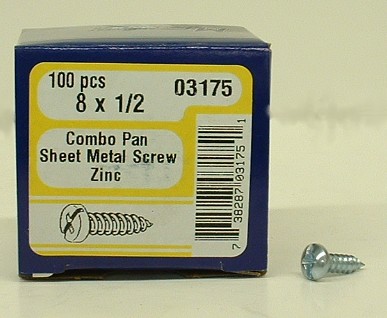 100 pcs
8 x 1/2
03175
Combo Pan
Sheet Metal Screw
Zinc
7 38287 03175 1